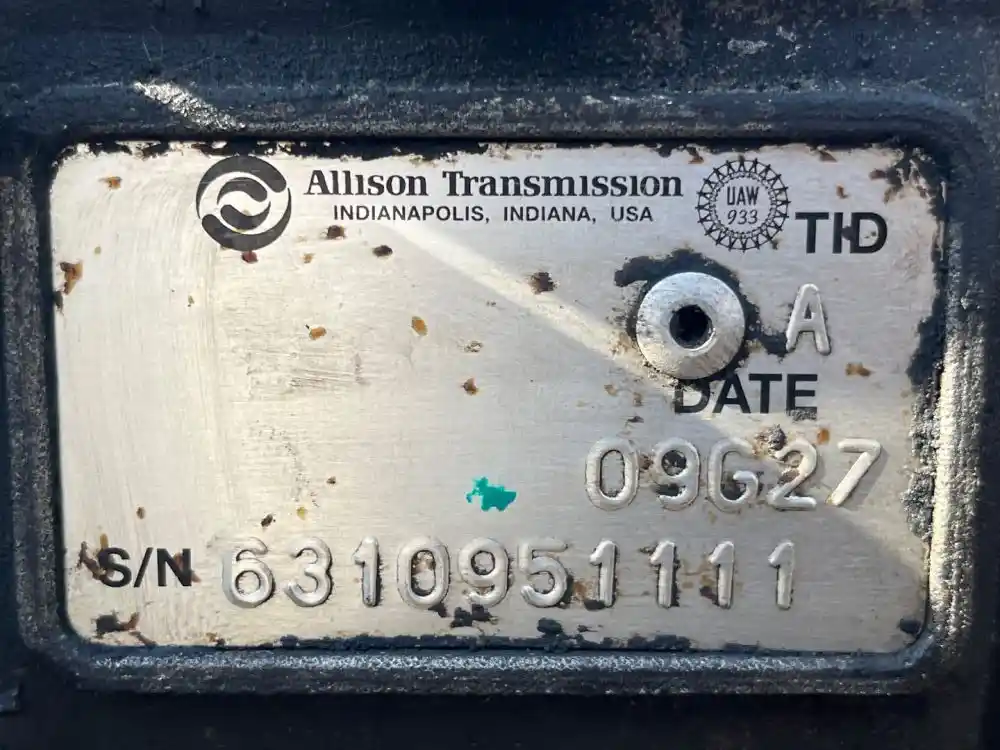 Allison Transmission
INDIANAPOLIS, INDIANA, USA
UAW
933
TID
A
DATE
09G27
S/N 6310951111